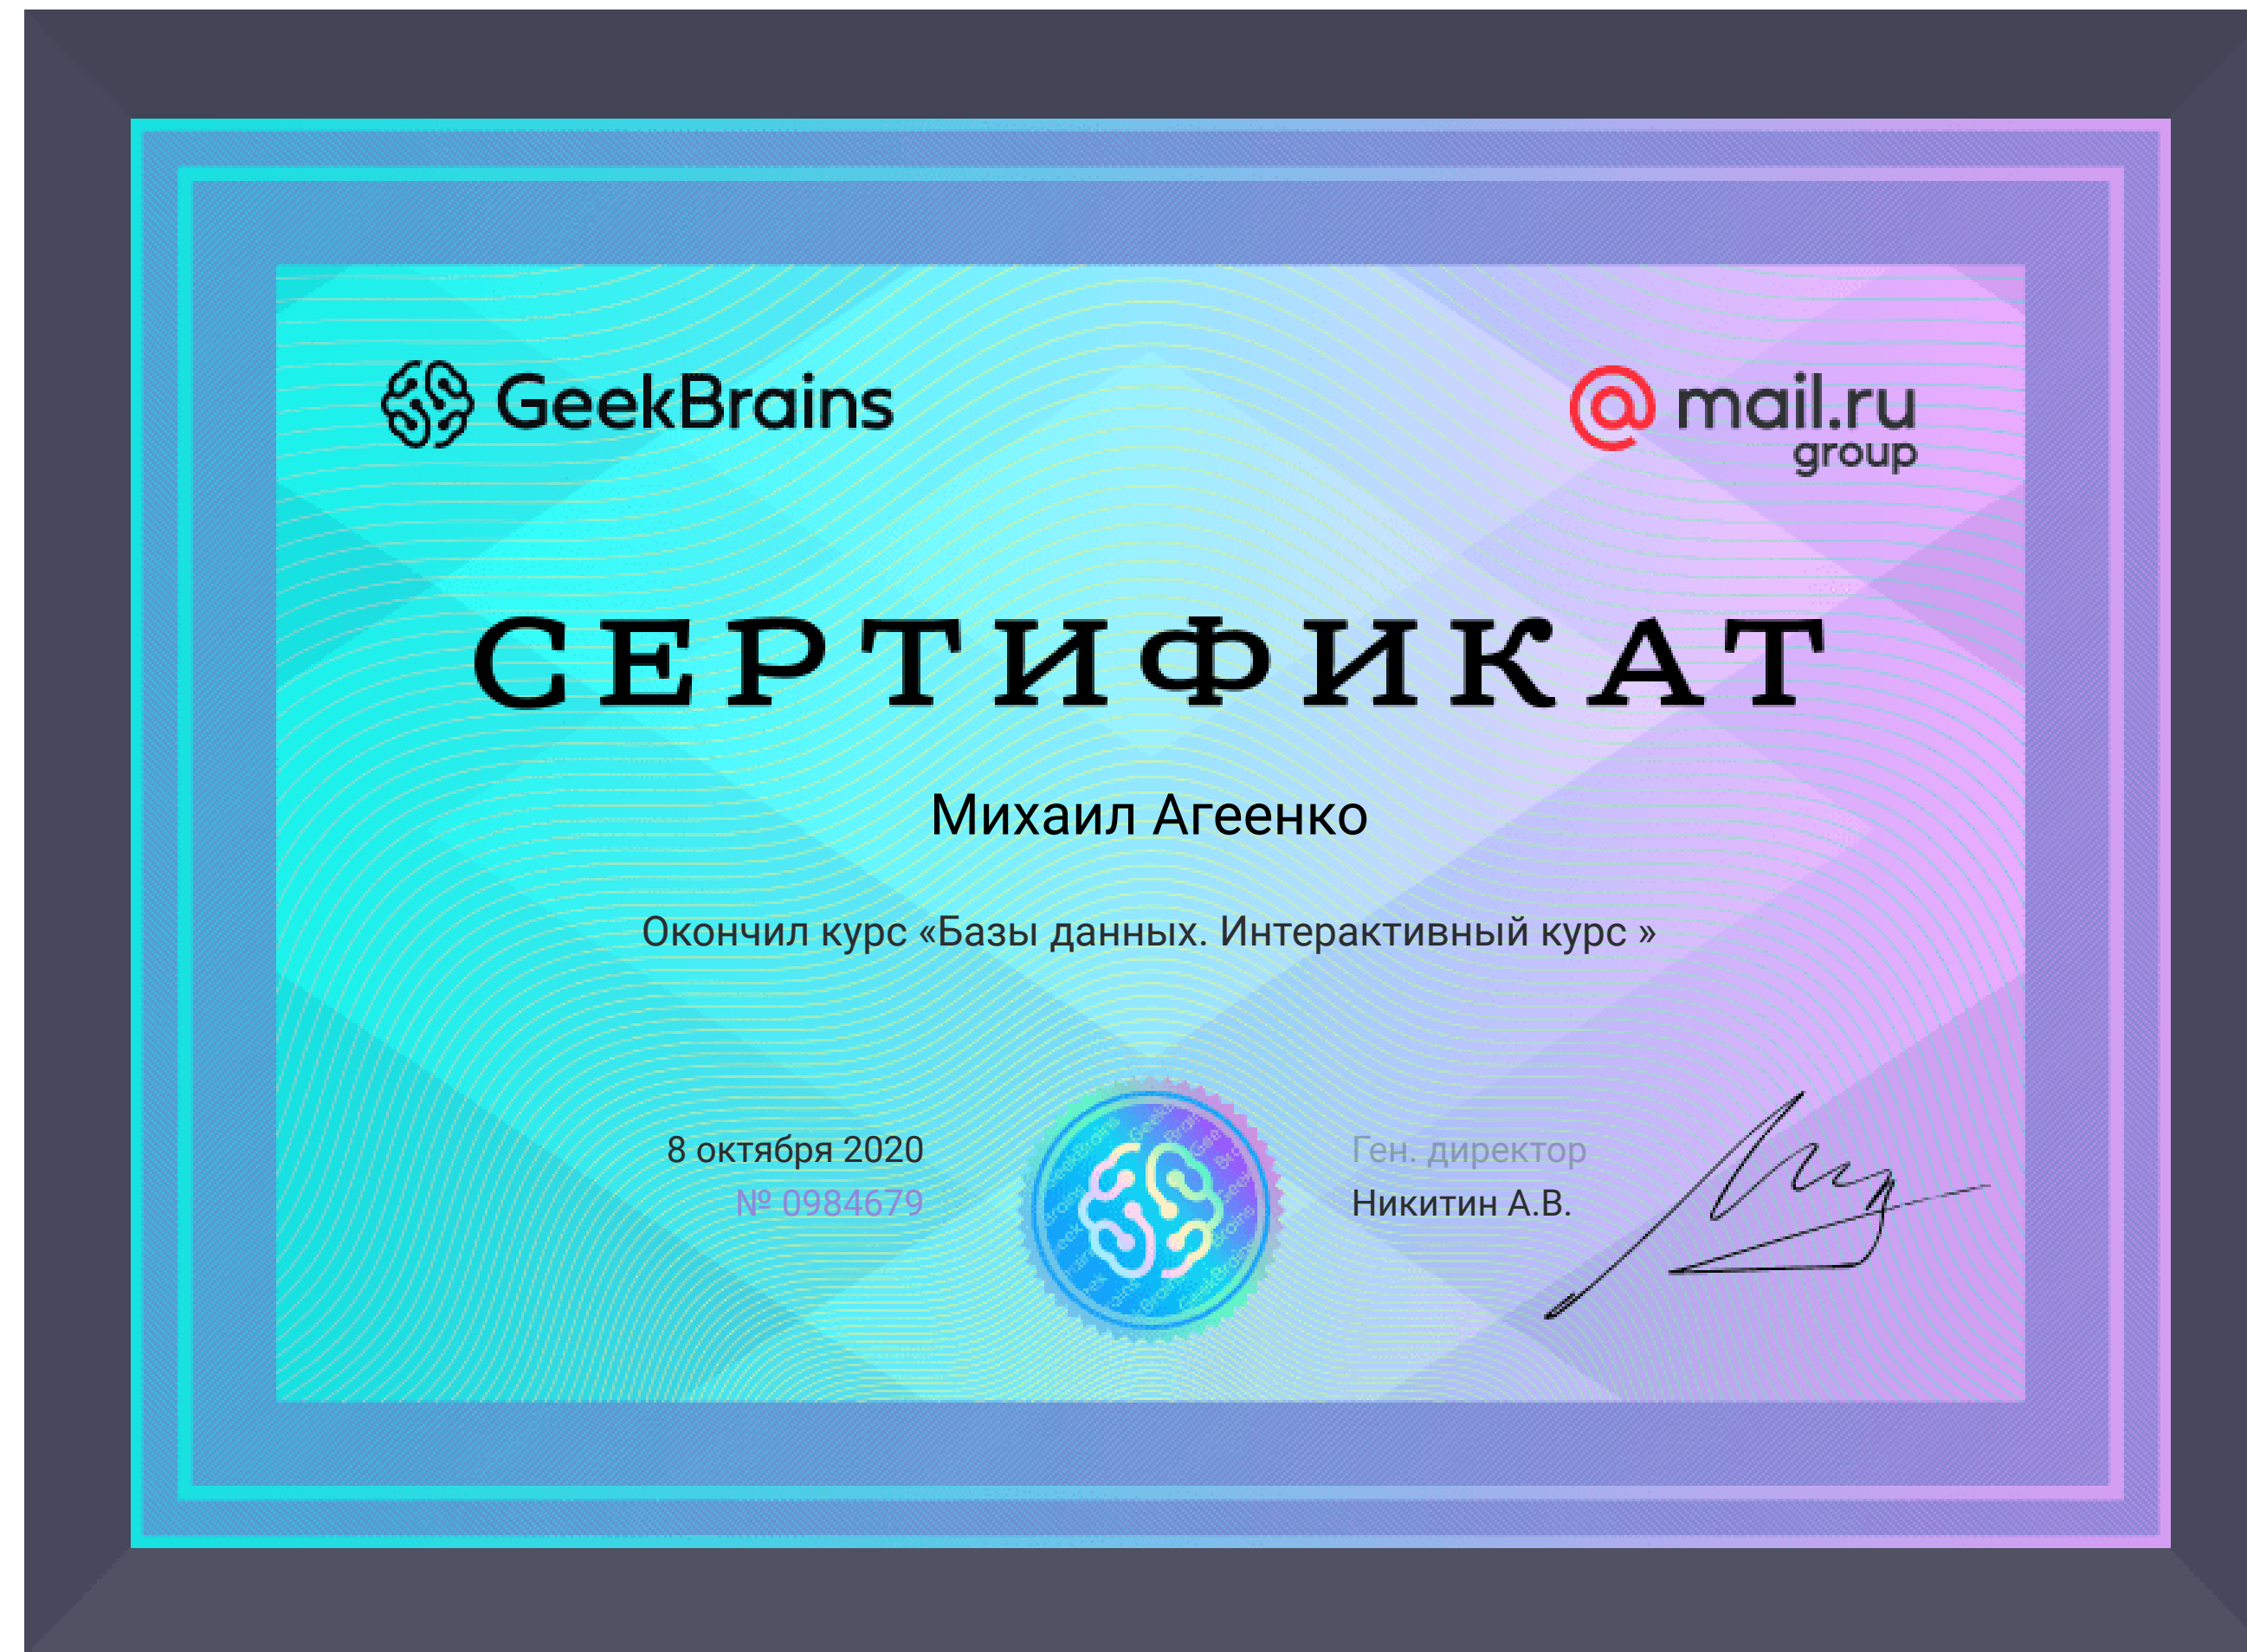 GeekBrains
@ mail.ru
group
СЕРТИФИКАТ
Михаил Агеенко
Окончил курс «Базы данных. Интерактивный курс »
8 октября 2020
№ 0984679
Ген. директор
Никитин А.В.